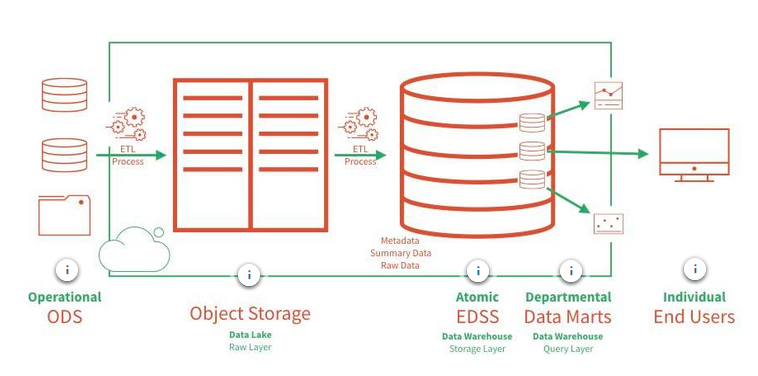 ETL
Process
ETL
Process
Metadata
Summary Data
Raw Data
i
i
i
i
i
Operational
ODS
Object Storage
Data Lake
Raw Layer
Atomic
EDSS
Data Warehouse
Storage Layer
Departmental
Data Marts
Data Warehouse
Query Layer
Individual
End Users